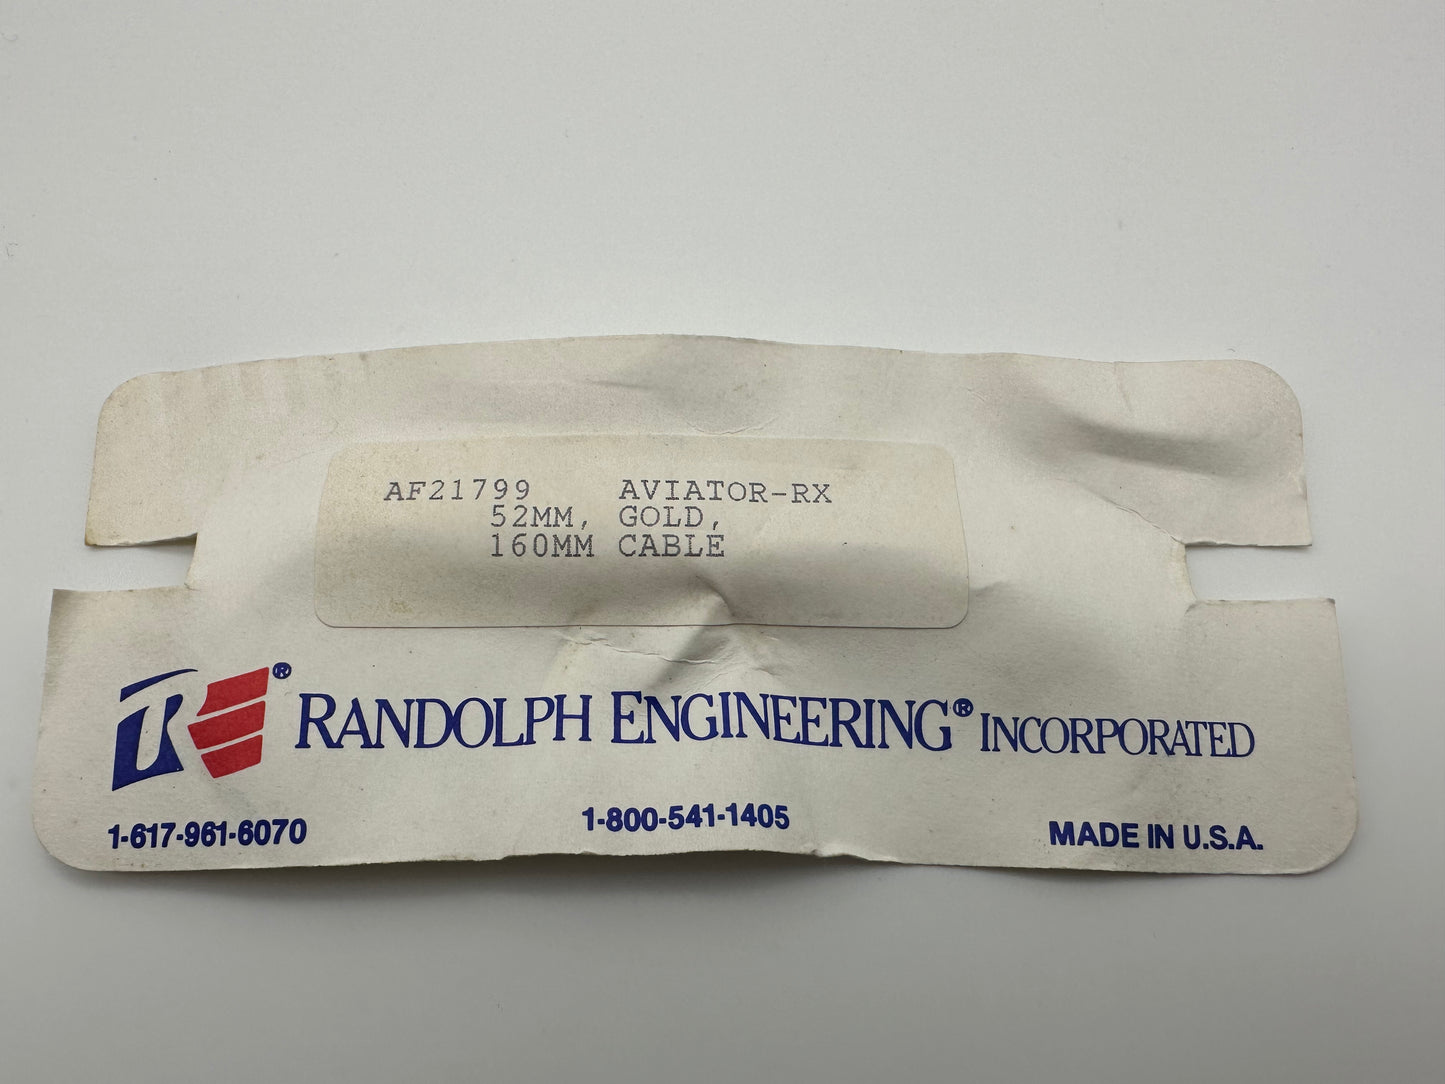 AF21799 AVIATOR-RX
52MM, GOLD,
160MM CABLE
RE®
RANDOLPH ENGINEERING® INCORPORATED
1-617-961-6070 1-800-541-1405 MADE IN U.S.A.